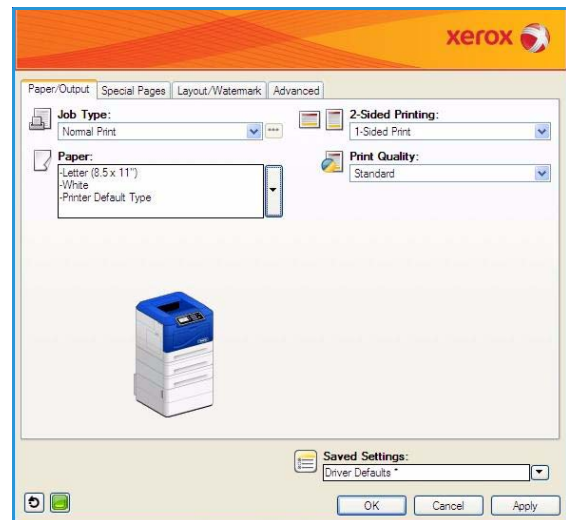 xerox
Paper/Output Special Pages Layout/Watermark Advanced
Job Type:
Normal Print
2-Sided Printing:
1-Sided Print
Paper:
-Letter (8.5 x 11")
-White
-Printer Default Type
Print Quality:
Standard
Saved Settings:
Driver Defaults *
OK Cancel Apply